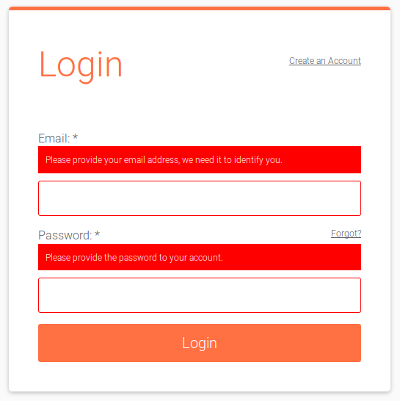 Login
Create an Account
Email: *
Please provide your email address, we need it to identify you.
Password: *
Forgot?
Please provide the password to your account.
Login